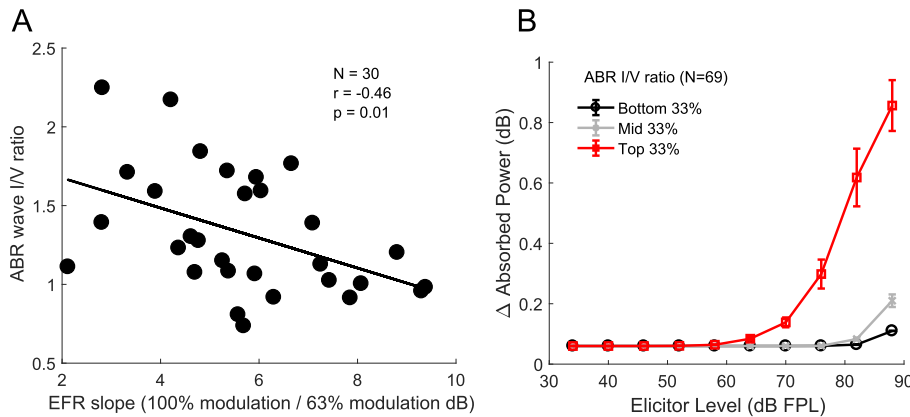 A
2.5
2
1.5
1
0.5
ABR wave I/V ratio
N = 30
r = -0.46
p = 0.01
2 4 6 8 10
EFR slope (100% modulation / 63% modulation dB)
B
1
0.8
0.6
0.4
0.2
0
Δ Absorbed Power (dB)
ABR I/V ratio (N=69)
Bottom 33%
Mid 33%
Top 33%
30 40 50 60 70 80 90
Elicitor Level (dB FPL)